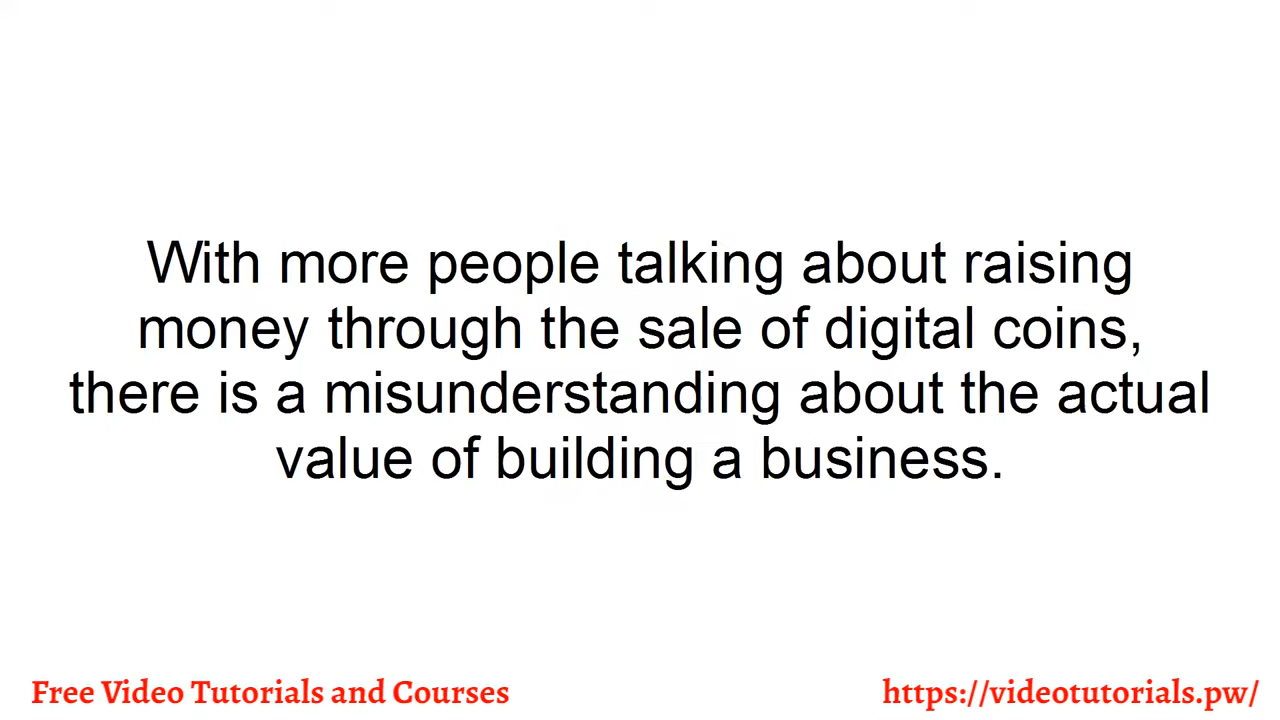 With more people talking about raising
money through the sale of digital coins,
there is a misunderstanding about the actual
value of building a business.
Free Video Tutorials and Courses
https://videotutorials.pw/